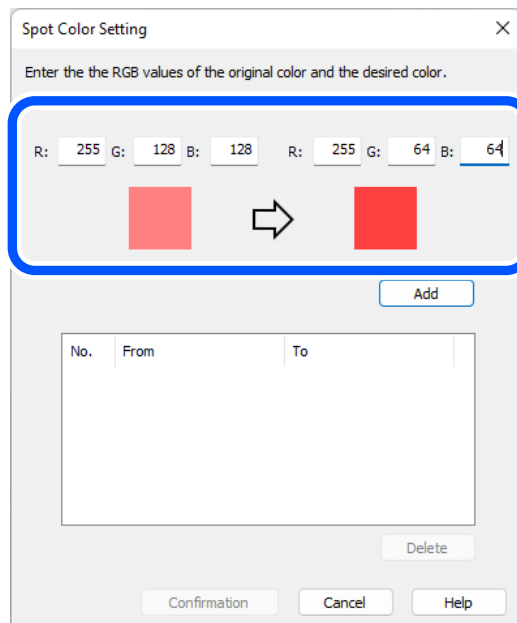 Spot Color Setting
Enter the the RGB values of the original color and the desired color.
R: 255 G: 128 B: 128 R: 255 G: 64 B: 64
Add
No. From To
Delete
Confirmation Cancel Help